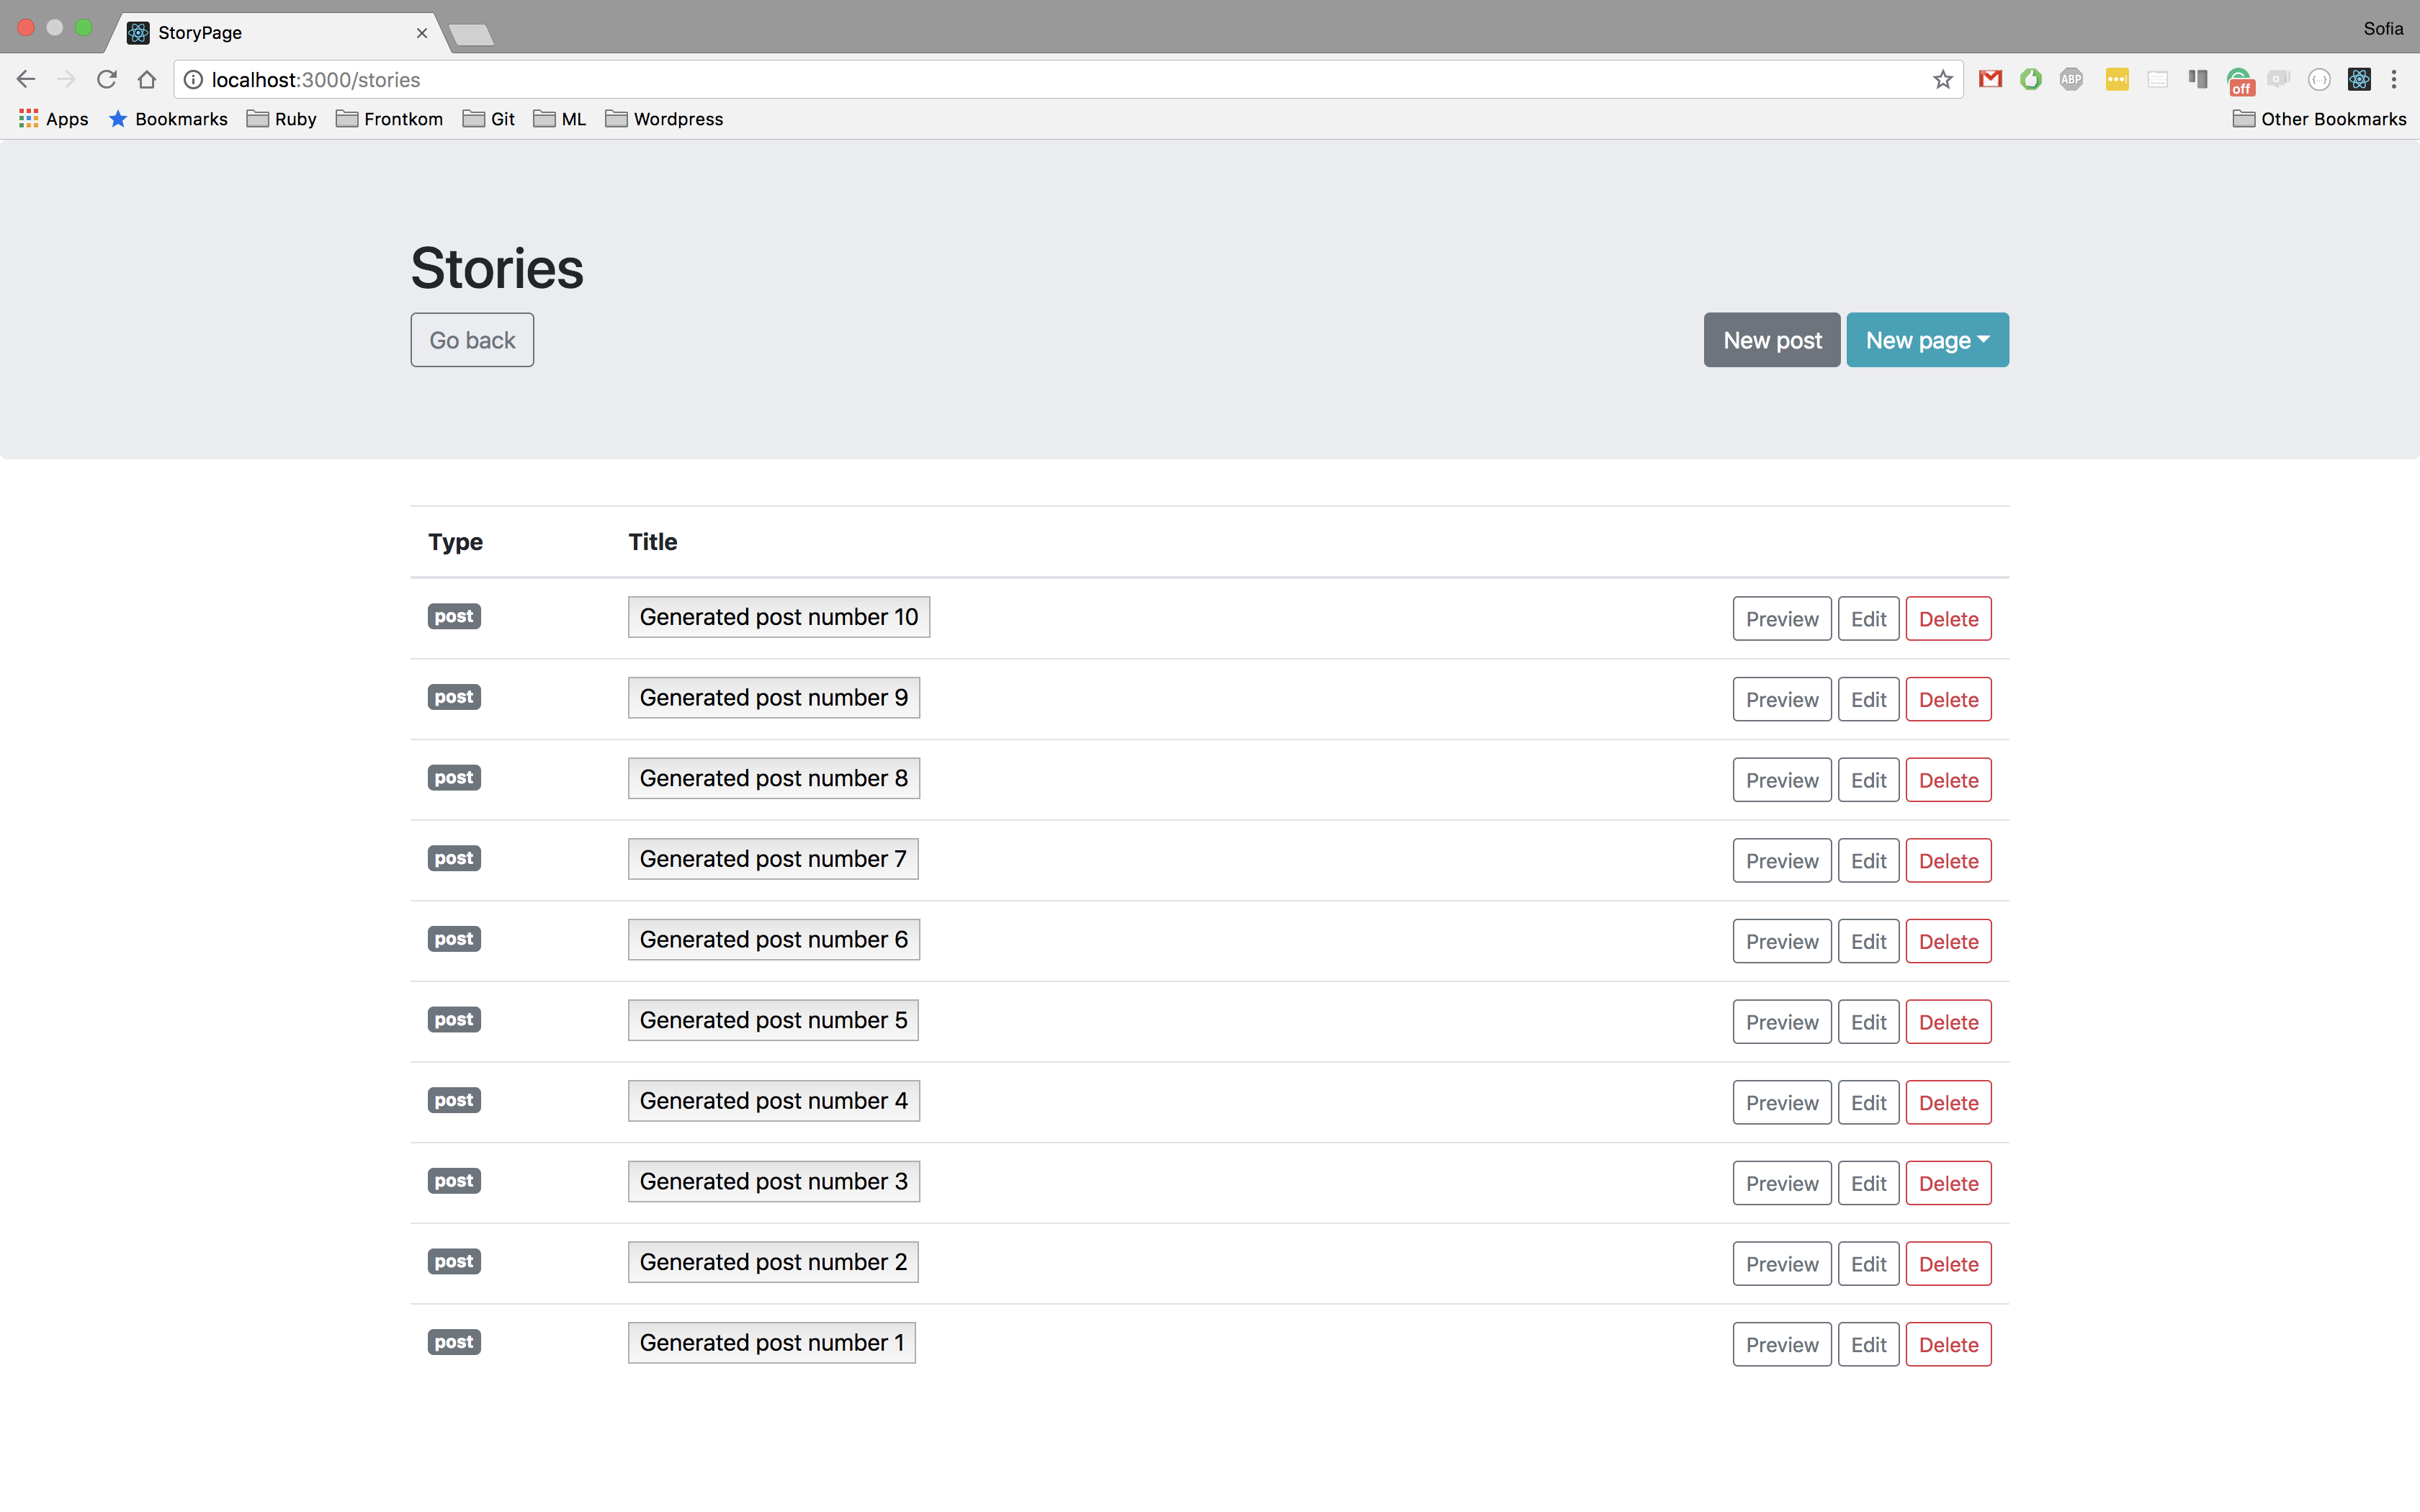 StoryPage
Sofia
localhost:3000/stories
ABP
off
Apps Bookmarks Ruby Frontkom Git ML Wordpress Other Bookmarks
Stories
Go back New post New page
Type Title
post Generated post number 10 Preview Edit Delete
post Generated post number 9 Preview Edit Delete
post Generated post number 8 Preview Edit Delete
post Generated post number 7 Preview Edit Delete
post Generated post number 6 Preview Edit Delete
post Generated post number 5 Preview Edit Delete
post Generated post number 4 Preview Edit Delete
post Generated post number 3 Preview Edit Delete
post Generated post number 2 Preview Edit Delete
post Generated post number 1 Preview Edit Delete